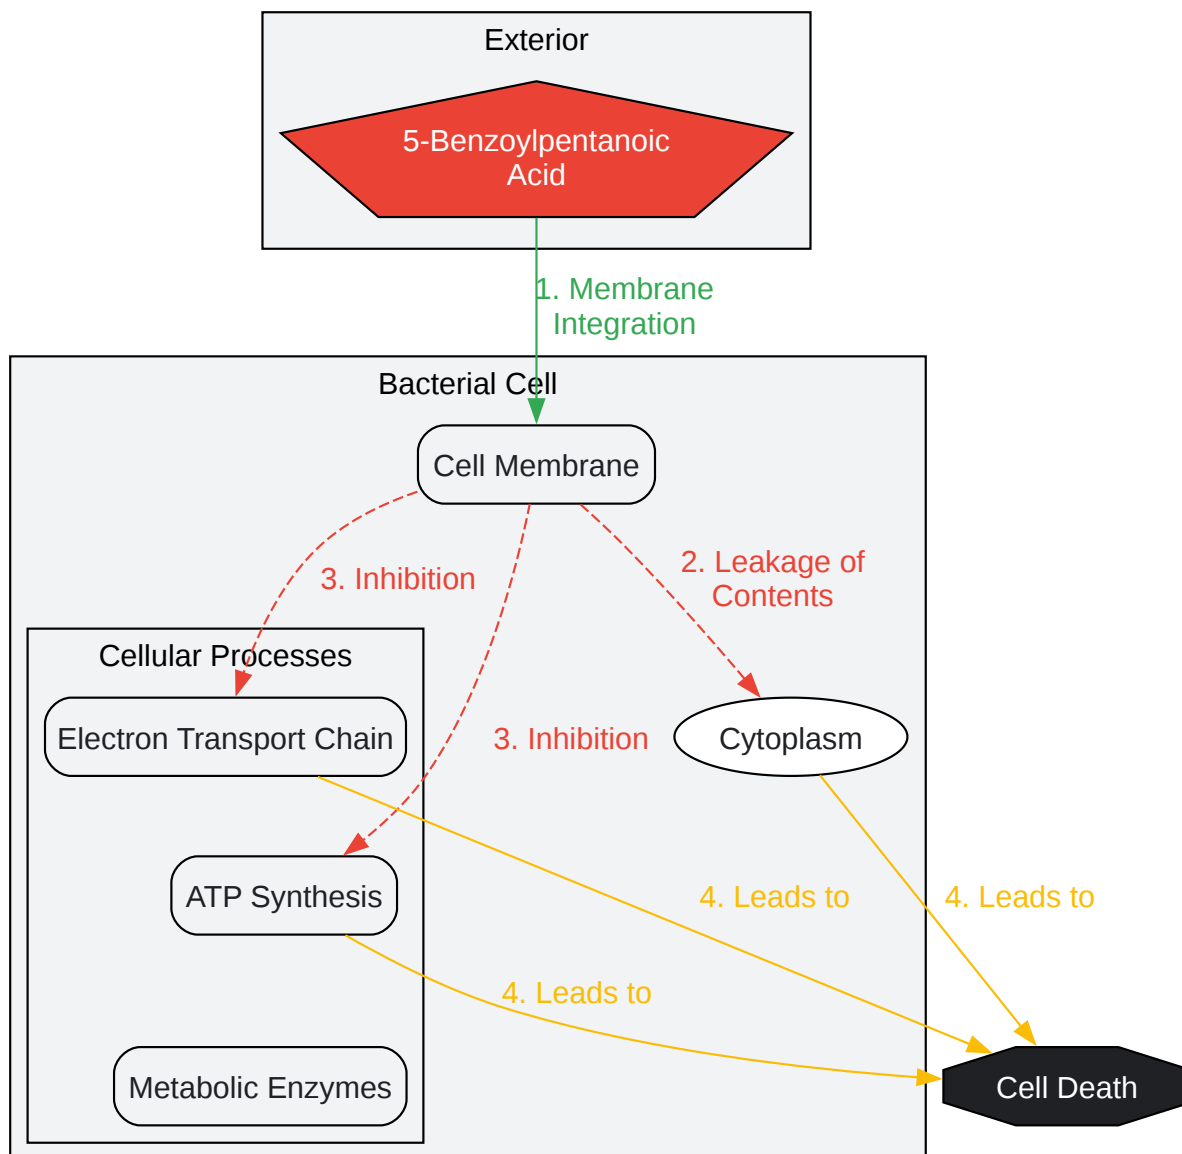 Exterior
5-Benzoylpentanoic
Acid
1. Membrane
Integration
Bacterial Cell
Cell Membrane
2. Leakage of
Contents
3. Inhibition
Cellular Processes
Electron Transport Chain
3. Inhibition
Cytoplasm
ATP Synthesis
4. Leads to
4. Leads to
4. Leads to
Metabolic Enzymes
Cell Death